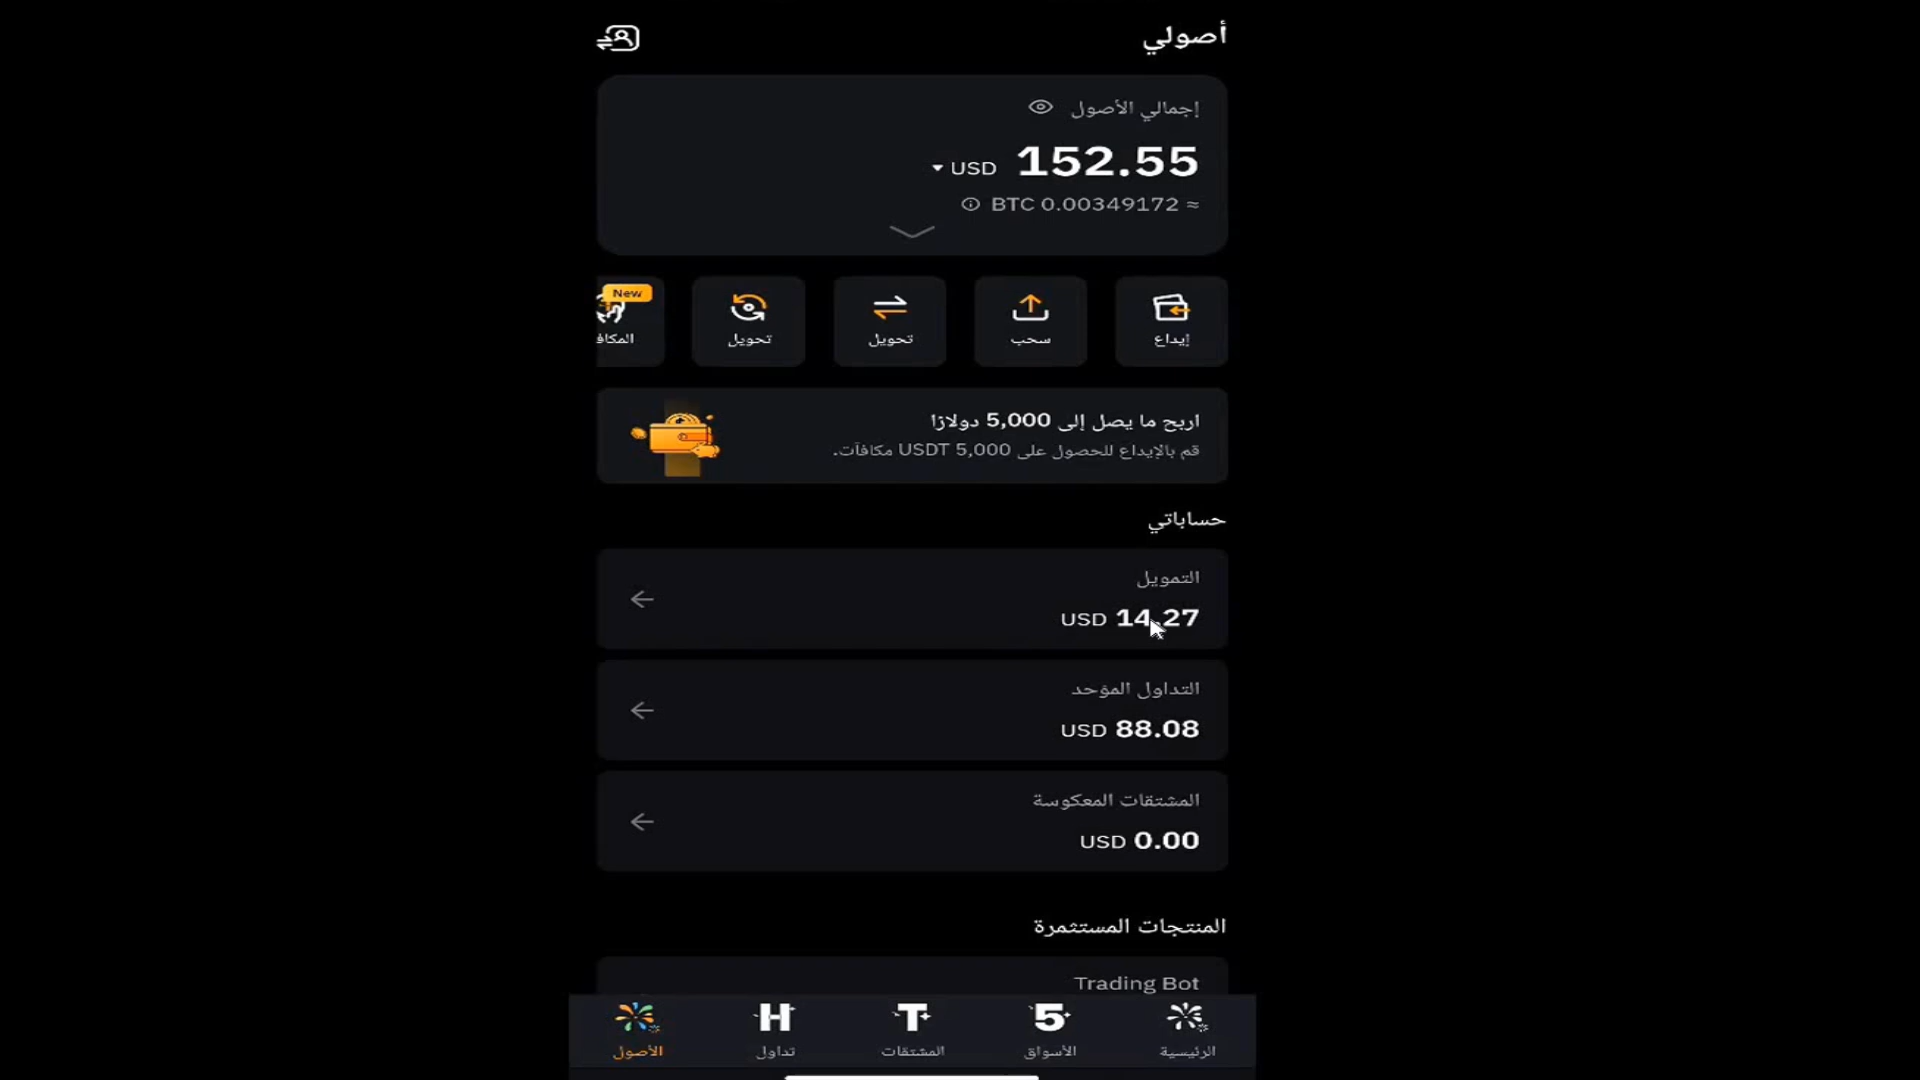 أصولي
إجمالي الأصول
152.55 USD
≈ 0.00349172 BTC
إيداع
سحب
تحويل
تحويل
New
المكاف
اربح ما يصل إلى 5,000 دولارًا
قم بالإيداع للحصول على 5,000 USDT مكافآت.
حساباتي
التمويل
14.27 USD
التداول المؤحد
88.08 USD
المشتقات المعكوسة
0.00 USD
المنتجات المستثمرة
Trading Bot
الرئيسية
5
الأسواق
T
المشتقات
H
تداول
الأصول